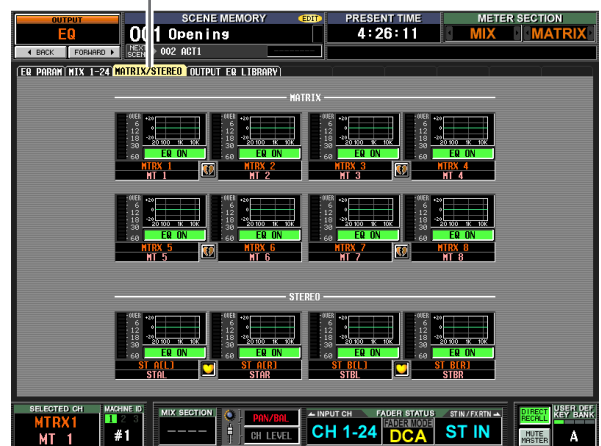 OUTPUT
EQ
BACK
FORWARD
SCENE MEMORY
EDIT
001 Opening
NEXT SCENE
002 ACT1
PRESENT TIME
4:26:11
METER SECTION
MIX
MATRIX
EQ PARAM
MIX 1-24
MATRIX/STEREO
OUTPUT EQ LIBRARY
MATRIX
EQ ON
EQ ON
EQ ON
EQ ON
MTRX 1
MTRX 2
MTRX 3
MTRX 4
MT 1
MT 2
MT 3
MT 4
EQ ON
EQ ON
EQ ON
EQ ON
MTRX 5
MTRX 6
MTRX 7
MTRX 8
MT 5
MT 6
MT 7
MT 8
STEREO
EQ ON
EQ ON
EQ ON
EQ ON
ST A[L]
ST A[R]
ST B[L]
ST B[R]
STAL
STAR
STBL
STBR
SELECTED CH
MTRX1
MT 1
MACHINE ID
1 2 3
#1
MIX SECTION
----
PAN/BAL
CH LEVEL
INPUT CH
CH 1-24
FADER STATUS
FADER MODE
DCA
ST IN/FXRTN
ST IN
DIRECT RECALL
MUTE MASTER
USER DEF KEY BANK
A